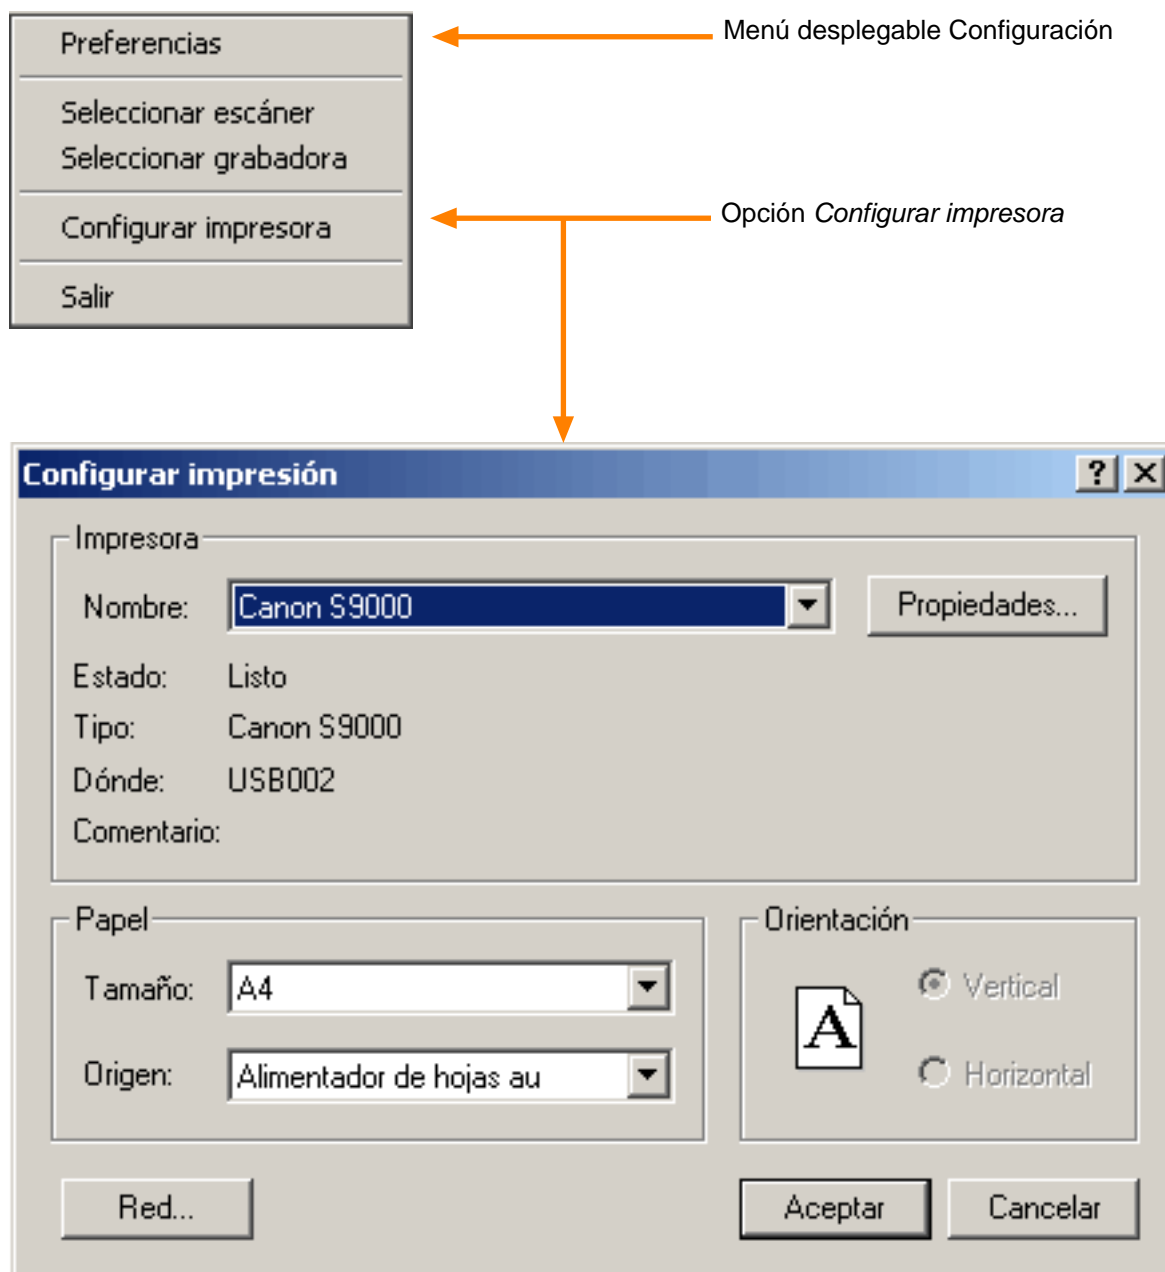 Preferencias
Menú desplegable Configuración
Seleccionar escáner
Seleccionar grabadora
Configurar impresora
Opción Configurar impresora
Salir
Configurar impresión
Impresora
Nombre: Canon S9000 Propiedades...
Estado: Listo
Tipo: Canon S9000
Dónde: USB002
Comentario:
Papel
Tamaño: A4
Origen: Alimentador de hojas au
Orientación
A
Vertical
Horizontal
Red... Aceptar Cancelar